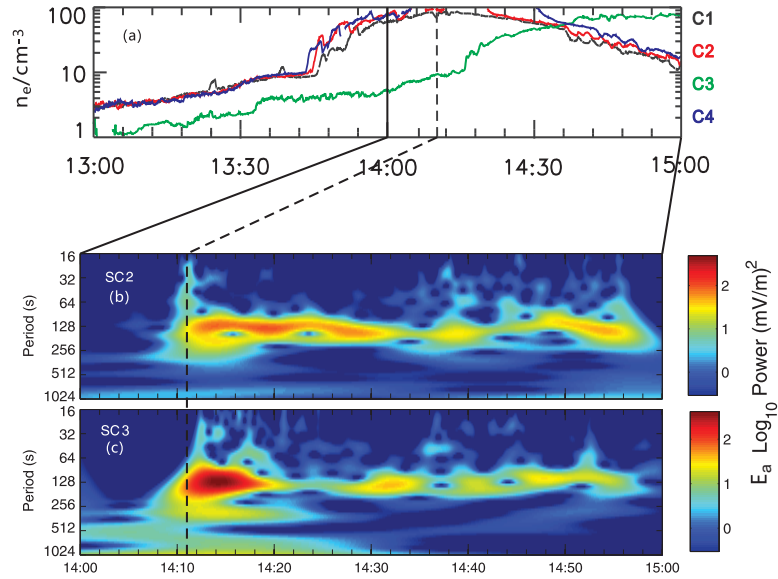 nₑ/cm⁻³
100
10
1
(a)
C1
C2
C3
C4
13:00 13:30 14:00 14:30 15:00
Period (s)
16
32
64
128
256
512
1024
SC2
(b)
2
1
0
Period (s)
16
32
64
128
256
512
1024
SC3
(c)
2
1
0
Eₐ Log₁₀ Power (mV/m)²
14:00 14:10 14:20 14:30 14:40 14:50 15:00